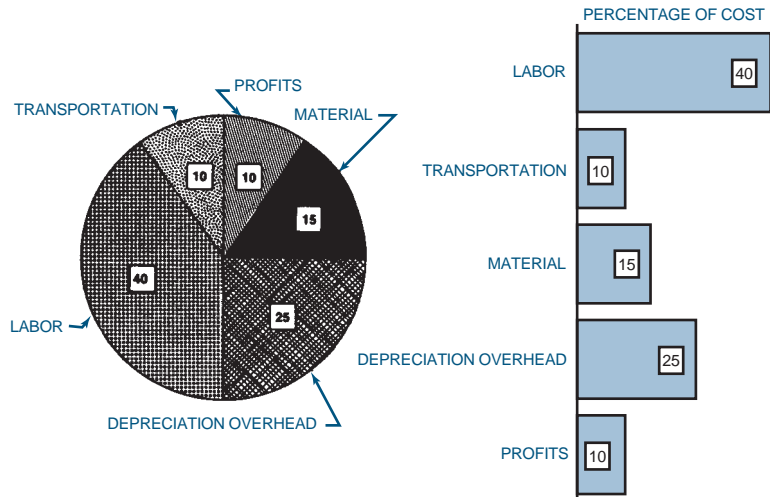 PROFITS
TRANSPORTATION
MATERIAL
10
10
15
40
25
LABOR
DEPRECIATION OVERHEAD
PERCENTAGE OF COST
LABOR
40
TRANSPORTATION
10
MATERIAL
15
DEPRECIATION OVERHEAD
25
PROFITS
10